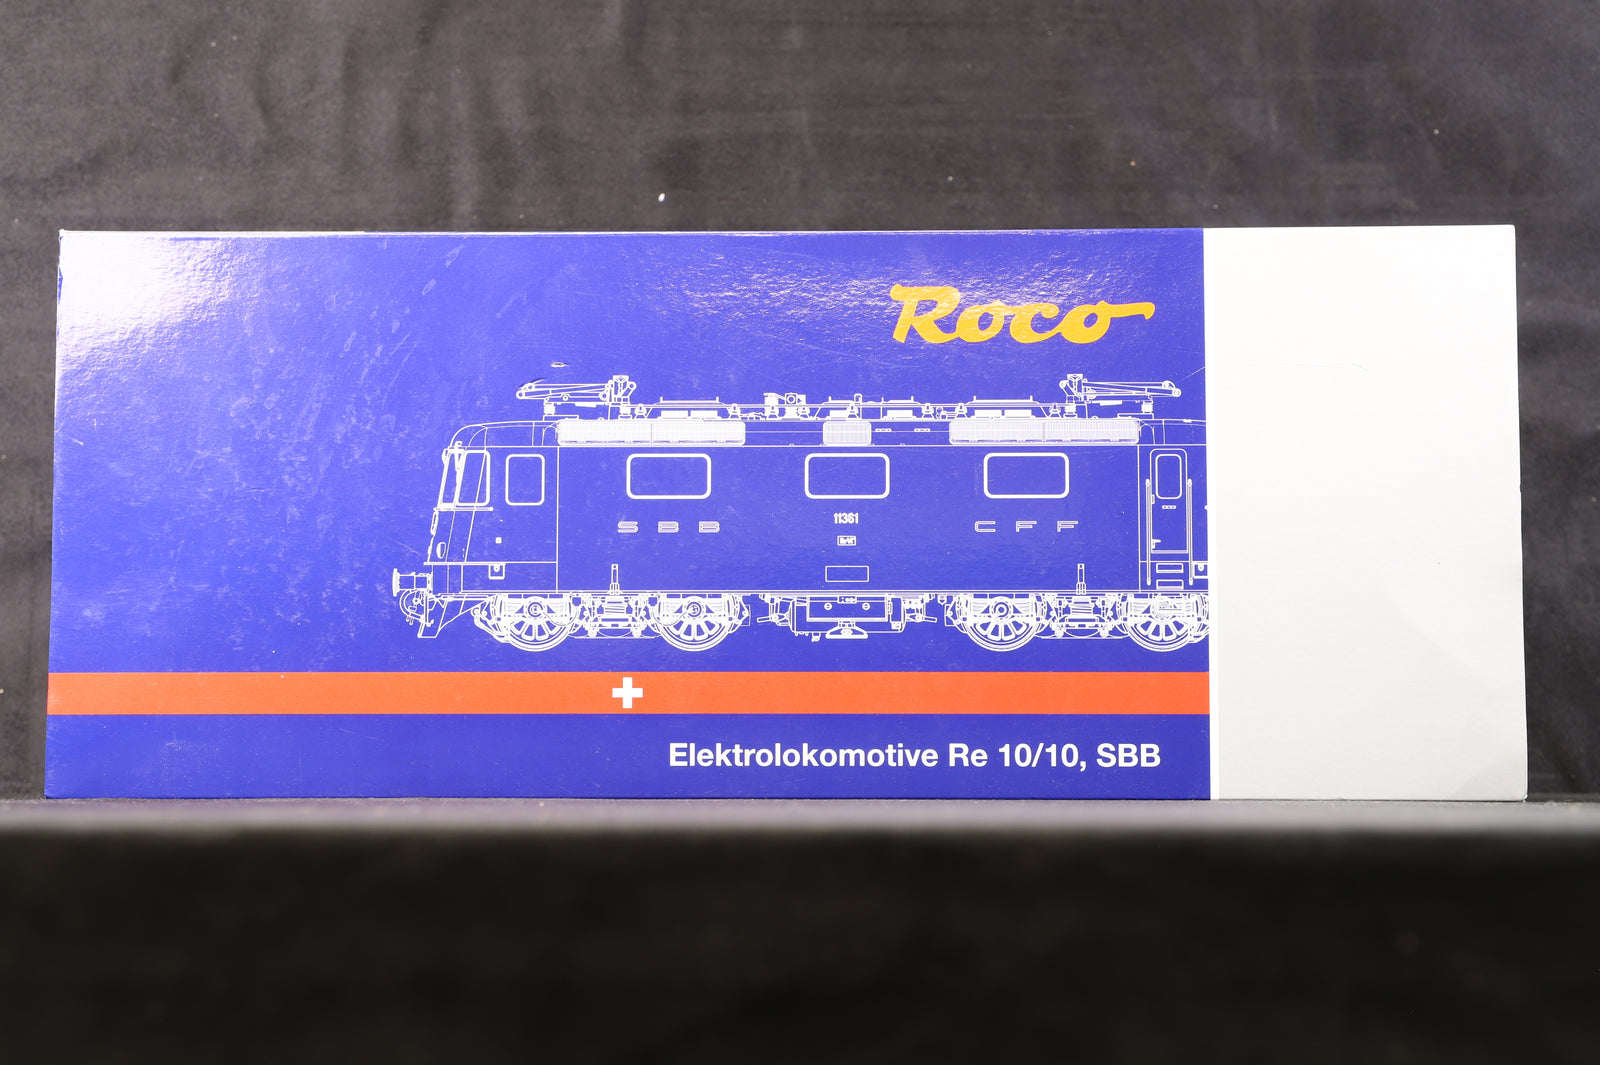 Roco
SBB 11361 CFF
Elektrolokomotive Re 10/10, SBB